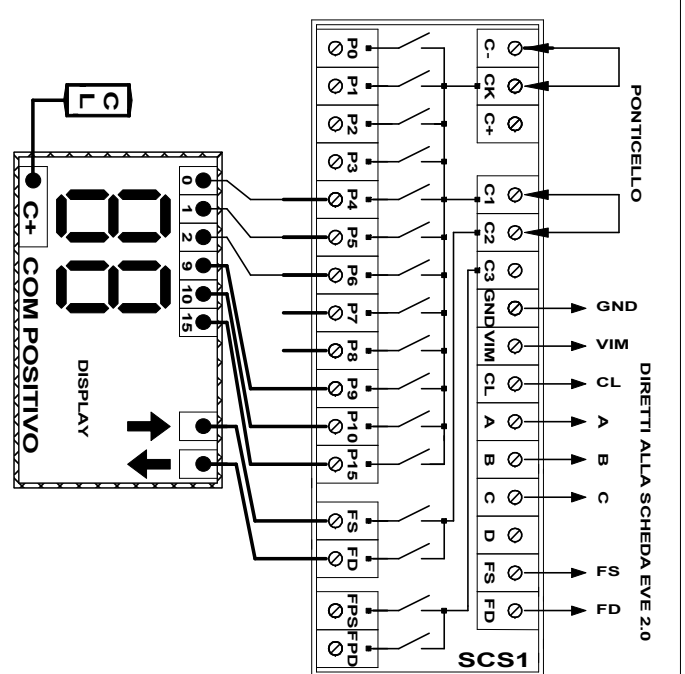 C L
C+
COM POSITIVO
DISPLAY
88
0
1
2
9
10
15
P0
P1
P2
P3
P4
P5
P6
P7
P8
P9
P10
P15
FS
FD
FPS
FPD
C-
CK
C+
C1
C2
C3
GND
VIM
CL
A
B
C
D
FS
FD
SCS1
PONTICELLO
GND
VIM
CL
A
B
C
FS
FD
DIRETTI ALLA SCHEDA EVE 2.0